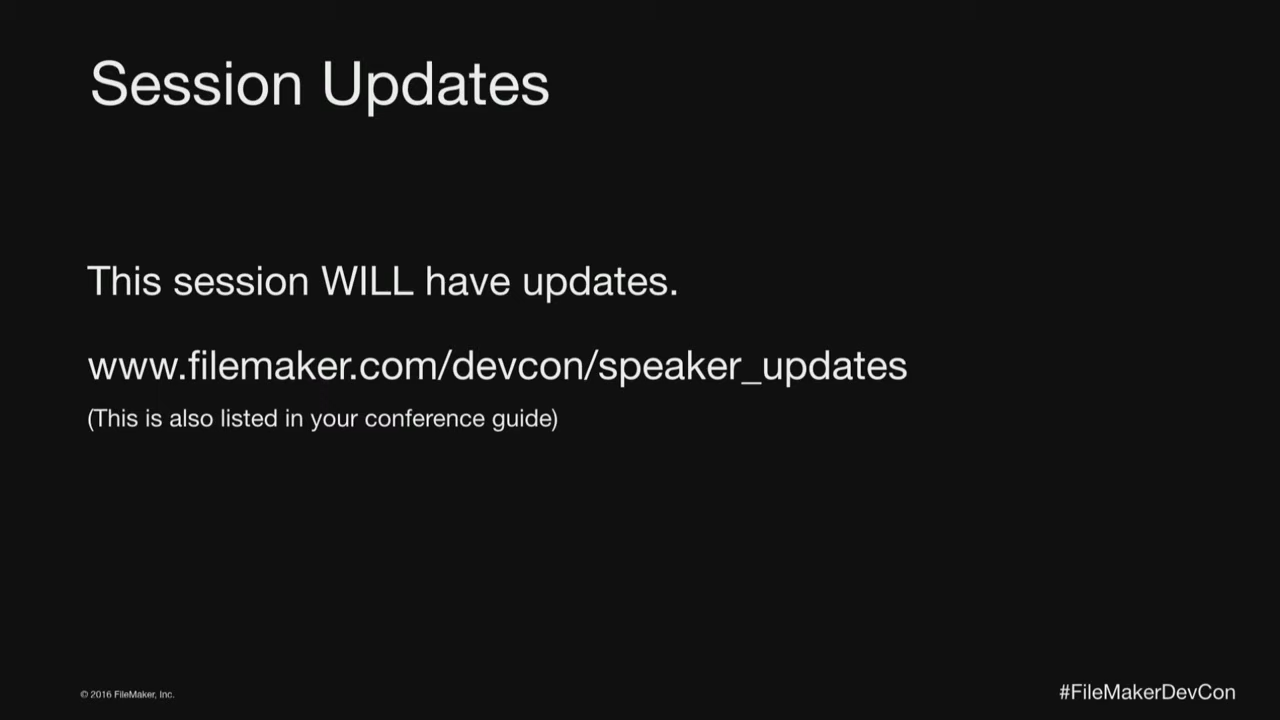 Session Updates
This session WILL have updates.
www.filemaker.com/devcon/speaker_updates
(This is also listed in your conference guide)
© 2016 FileMaker, Inc.
#FileMakerDevCon